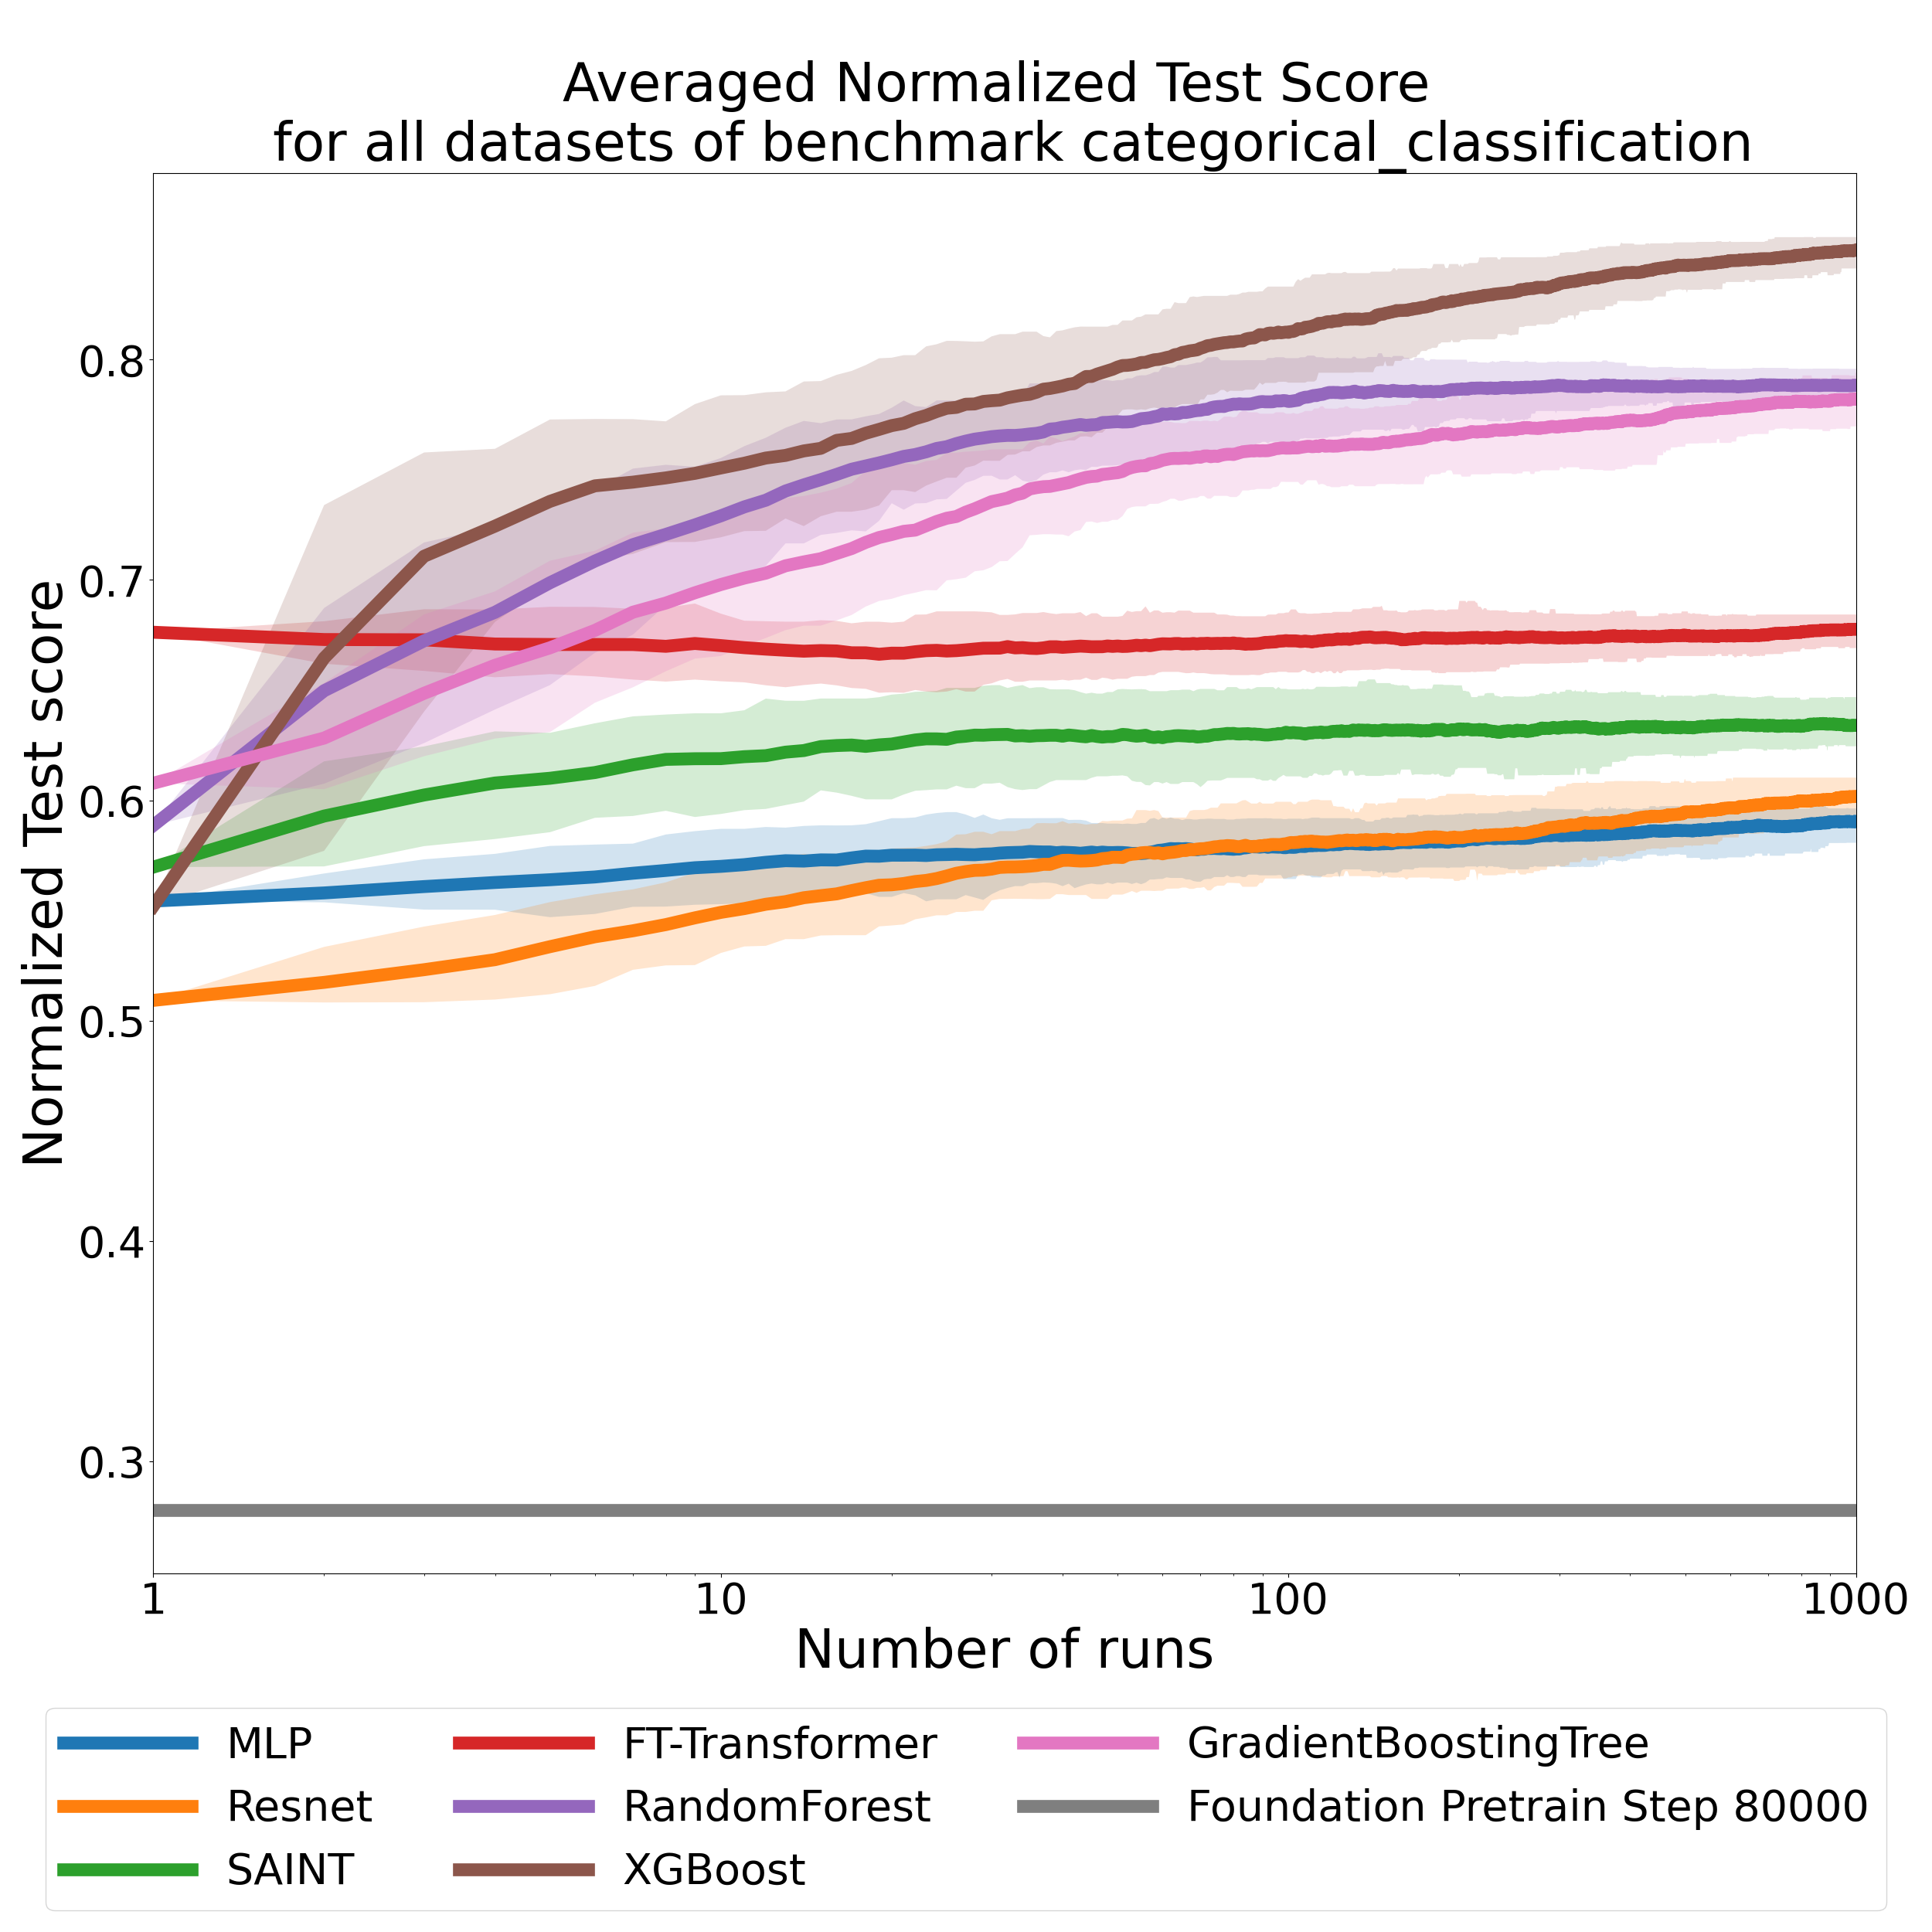 Averaged Normalized Test Score
for all datasets of benchmark categorical_classification
Normalized Test score
0.8
0.7
0.6
0.5
0.4
0.3
1
10
100
1000
Number of runs
MLP
Resnet
SAINT
FT-Transformer
RandomForest
XGBoost
GradientBoostingTree
Foundation Pretrain Step 80000